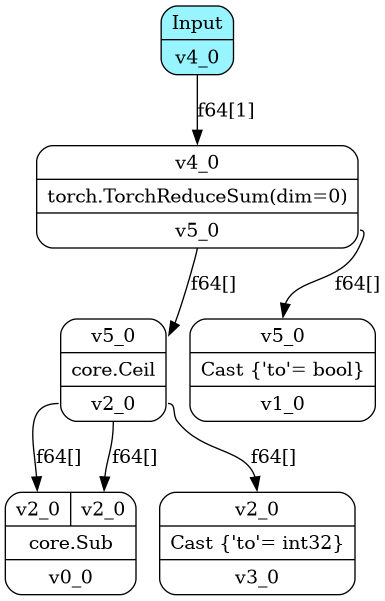 Input
v4_0
f64[1]
v4_0
torch.TorchReduceSum(dim=0)
v5_0
f64[]
f64[]
v5_0
core.Ceil
v2_0
v5_0
Cast {'to'= bool}
v1_0
f64[]
f64[]
f64[]
v2_0 v2_0
core.Sub
v0_0
v2_0
Cast {'to'= int32}
v3_0